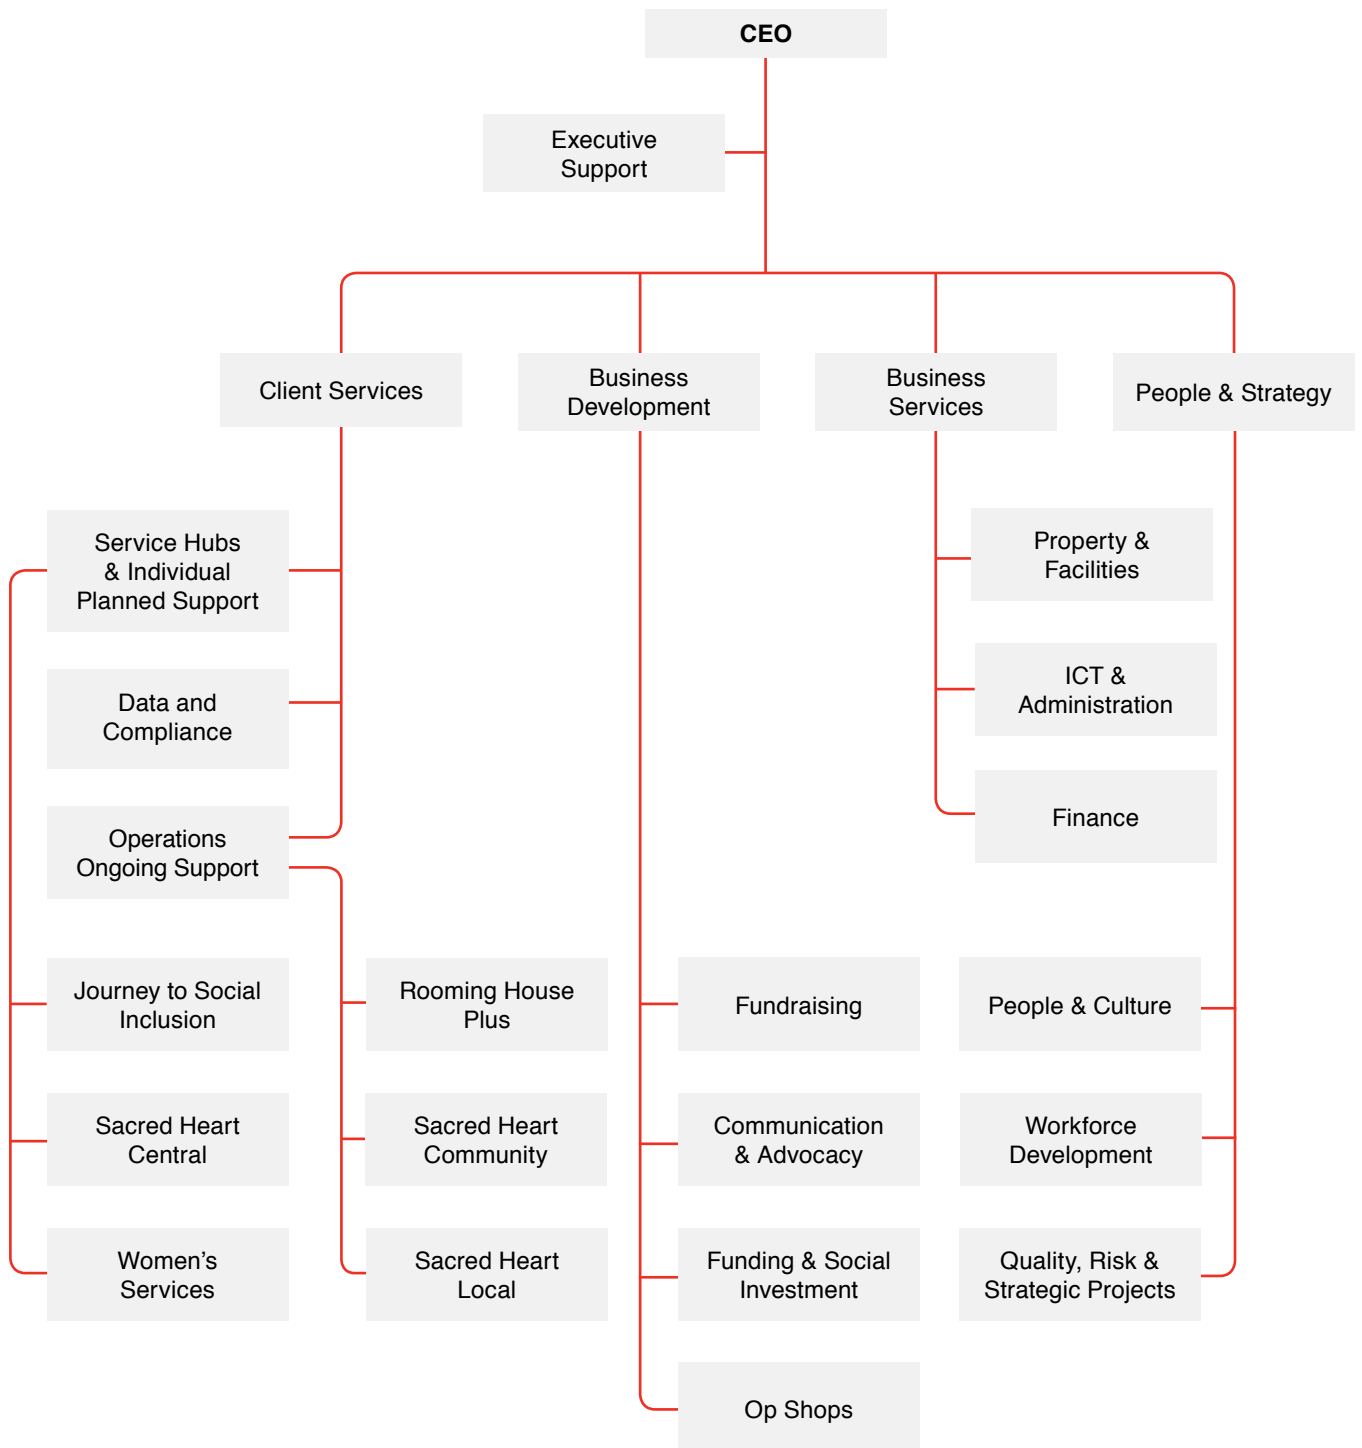 CEO
Executive
Support
Client Services
Business
Development
Business
Services
People & Strategy
Service Hubs
& Individual
Planned Support
Data and
Compliance
Operations
Ongoing Support
Property &
Facilities
ICT &
Administration
Finance
Journey to Social
Inclusion
Sacred Heart
Central
Women’s
Services
Rooming House
Plus
Sacred Heart
Community
Sacred Heart
Local
Fundraising
Communication
& Advocacy
Funding & Social
Investment
Op Shops
People & Culture
Workforce
Development
Quality, Risk &
Strategic Projects